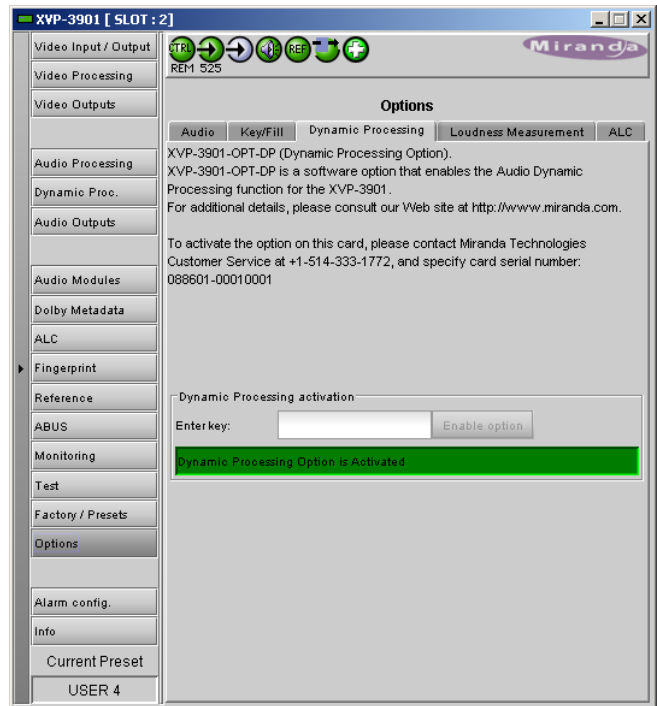 XVP-3901 [ SLOT : 2]
Video Input / Output
Video Processing
Video Outputs
Audio Processing
Dynamic Proc.
Audio Outputs
Audio Modules
Dolby Metadata
ALC
Fingerprint
Reference
ABUS
Monitoring
Test
Factory / Presets
Options
Alarm config.
Info
Current Preset
USER 4
CTRL
REF
REM 525
Miranda
Options
Audio Key/Fill Dynamic Processing Loudness Measurement ALC
XVP-3901-OPT-DP (Dynamic Processing Option).
XVP-3901-OPT-DP is a software option that enables the Audio Dynamic
Processing function for the XVP-3901.
For additional details, please consult our Web site at http://www.miranda.com.
To activate the option on this card, please contact Miranda Technologies
Customer Service at +1-514-333-1772, and specify card serial number:
088601-00010001
Dynamic Processing activation
Enter key: Enable option
Dynamic Processing Option is Activated